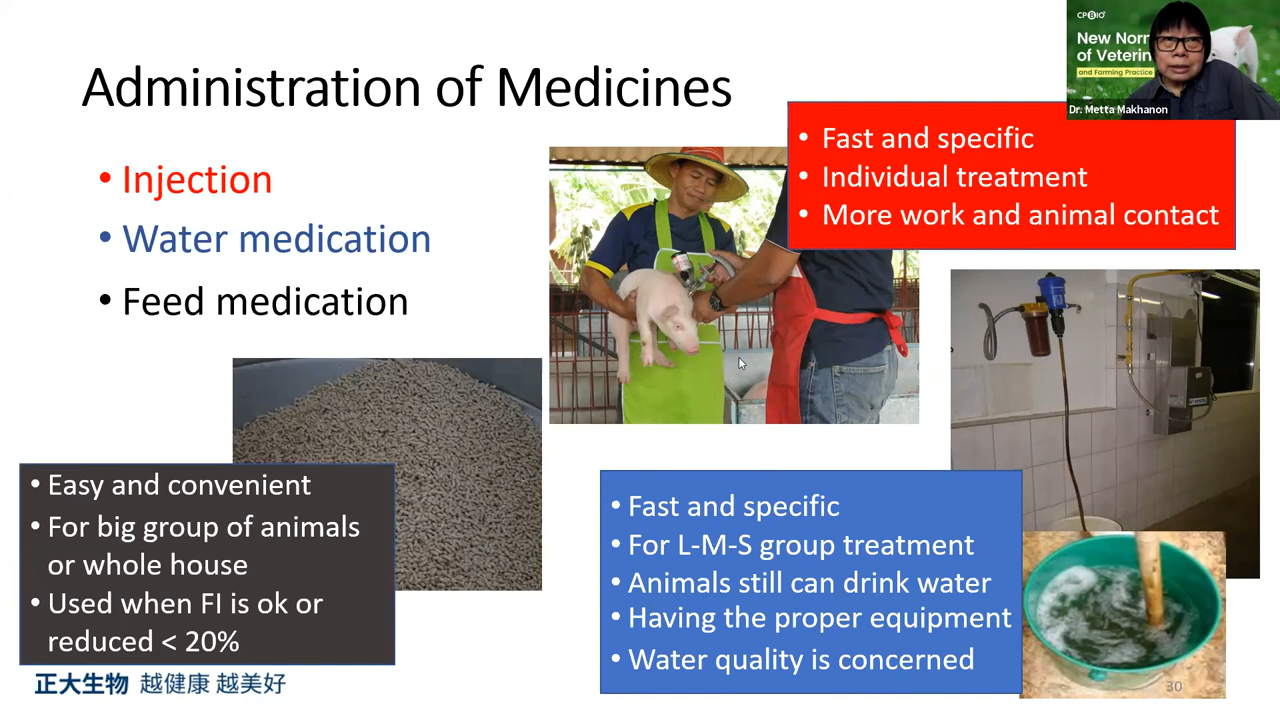 CPBIO
New Norm
of Veterin
and Farming Practice
Dr. Metta Makhanon
Administration of Medicines
• Injection
• Water medication
• Feed medication
• Fast and specific
• Individual treatment
• More work and animal contact
• Easy and convenient
• For big group of animals
or whole house
• Used when FI is ok or
reduced < 20%
• Fast and specific
• For L-M-S group treatment
• Animals still can drink water
• Having the proper equipment
• Water quality is concerned
正大生物 越健康 越美好
30